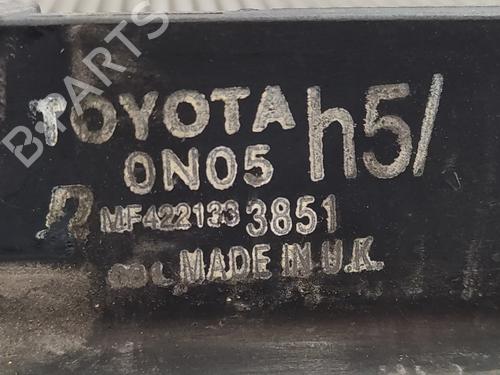 B-PARTS
TOYOTA h5/
0N05
MF422133 3851
MADE IN U.K.